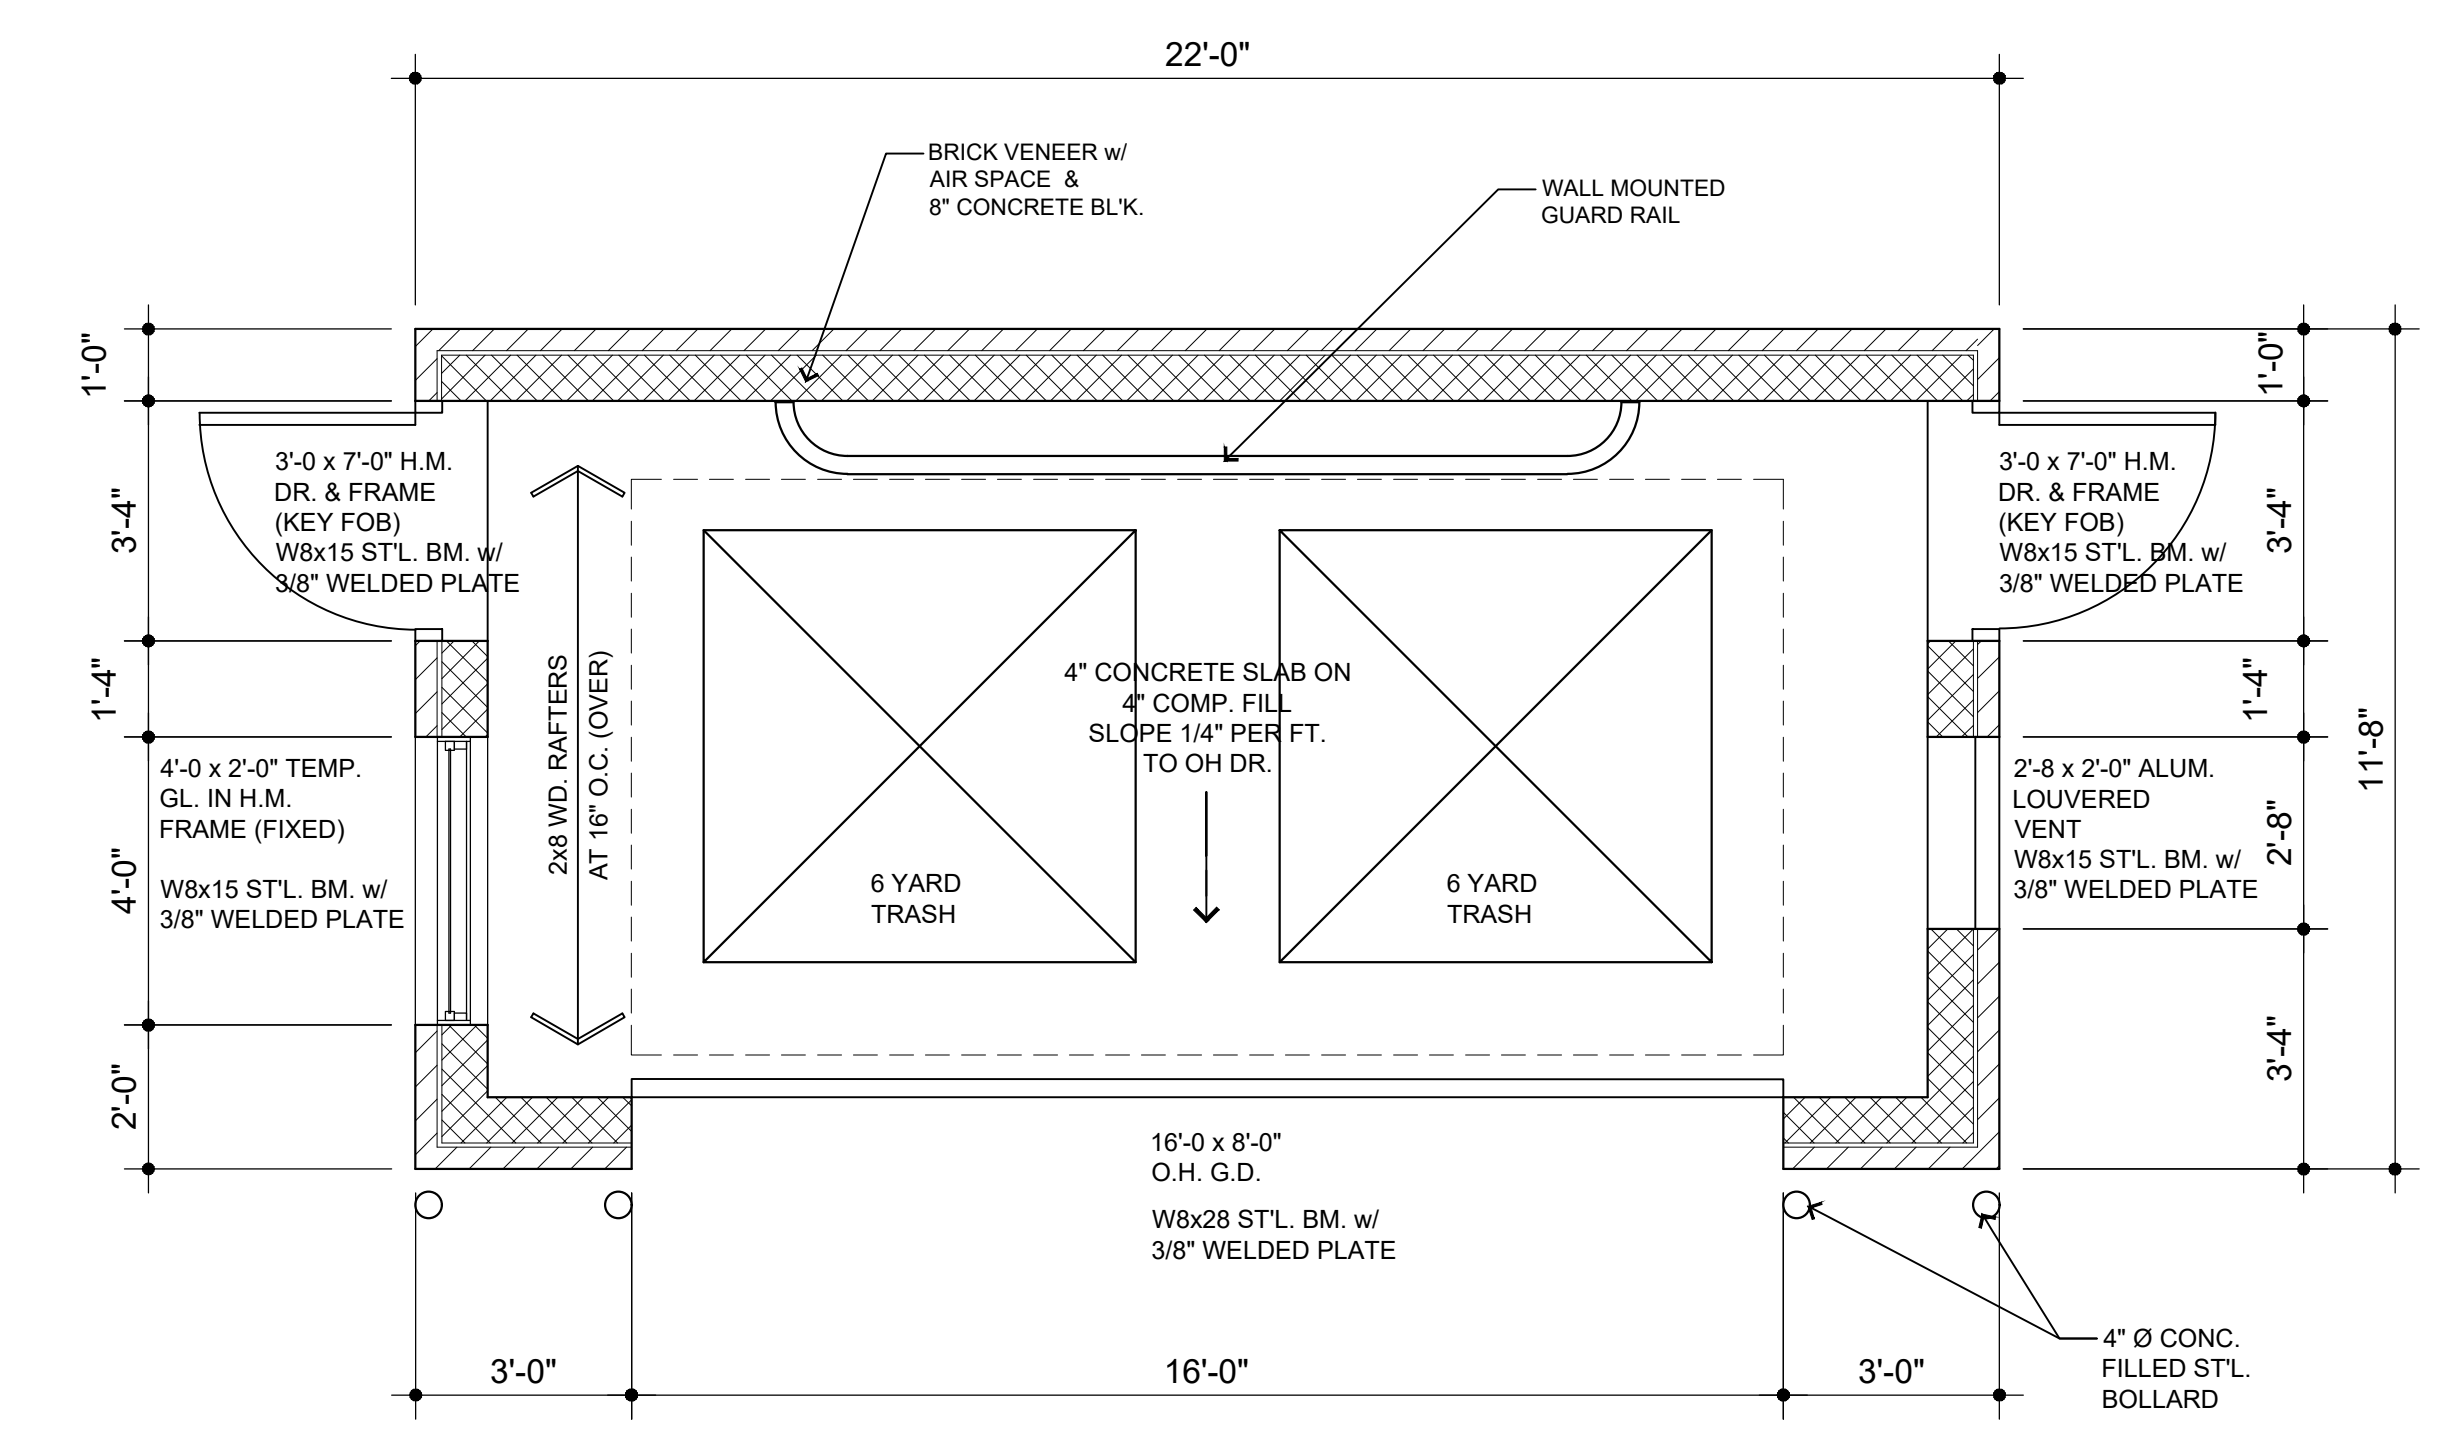 22'-0"
BRICK VENEER w/
AIR SPACE &
8" CONCRETE BL'K.
WALL MOUNTED
GUARD RAIL
1'-0"
3'-4"
1'-4"
4'-0"
2'-0"
3'-0 x 7'-0" H.M.
DR. & FRAME
(KEY FOB)
W8x15 ST'L. BM. w/
3/8" WELDED PLATE
4'-0 x 2'-0" TEMP.
GL. IN H.M.
FRAME (FIXED)
W8x15 ST'L. BM. w/
3/8" WELDED PLATE
2x8 WD. RAFTERS
AT 16" O.C. (OVER)
6 YARD
TRASH
4" CONCRETE SLAB ON
4" COMP. FILL
SLOPE 1/4" PER FT.
TO OH DR.
6 YARD
TRASH
3'-0 x 7'-0" H.M.
DR. & FRAME
(KEY FOB)
W8x15 ST'L. BM. w/
3/8" WELDED PLATE
2'-8 x 2'-0" ALUM.
LOUVERED
VENT
W8x15 ST'L. BM. w/
3/8" WELDED PLATE
1'-0"
3'-4"
1'-4"
2'-8"
3'-4"
11'-8"
16'-0 x 8'-0"
O.H. G.D.
W8x28 ST'L. BM. w/
3/8" WELDED PLATE
4" Ø CONC.
FILLED ST'L.
BOLLARD
3'-0"
16'-0"
3'-0"